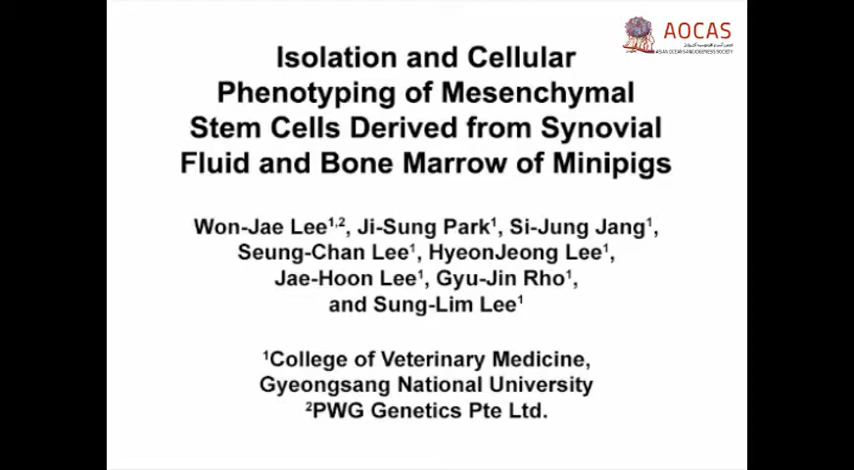 AOCAS
Isolation and Cellular
Phenotyping of Mesenchymal
Stem Cells Derived from Synovial
Fluid and Bone Marrow of Minipigs
Won-Jae Lee1,2, Ji-Sung Park1, Si-Jung Jang1,
Seung-Chan Lee1, HyeonJeong Lee1,
Jae-Hoon Lee1, Gyu-Jin Rho1,
and Sung-Lim Lee1
1College of Veterinary Medicine,
Gyeongsang National University
2PWG Genetics Pte Ltd.